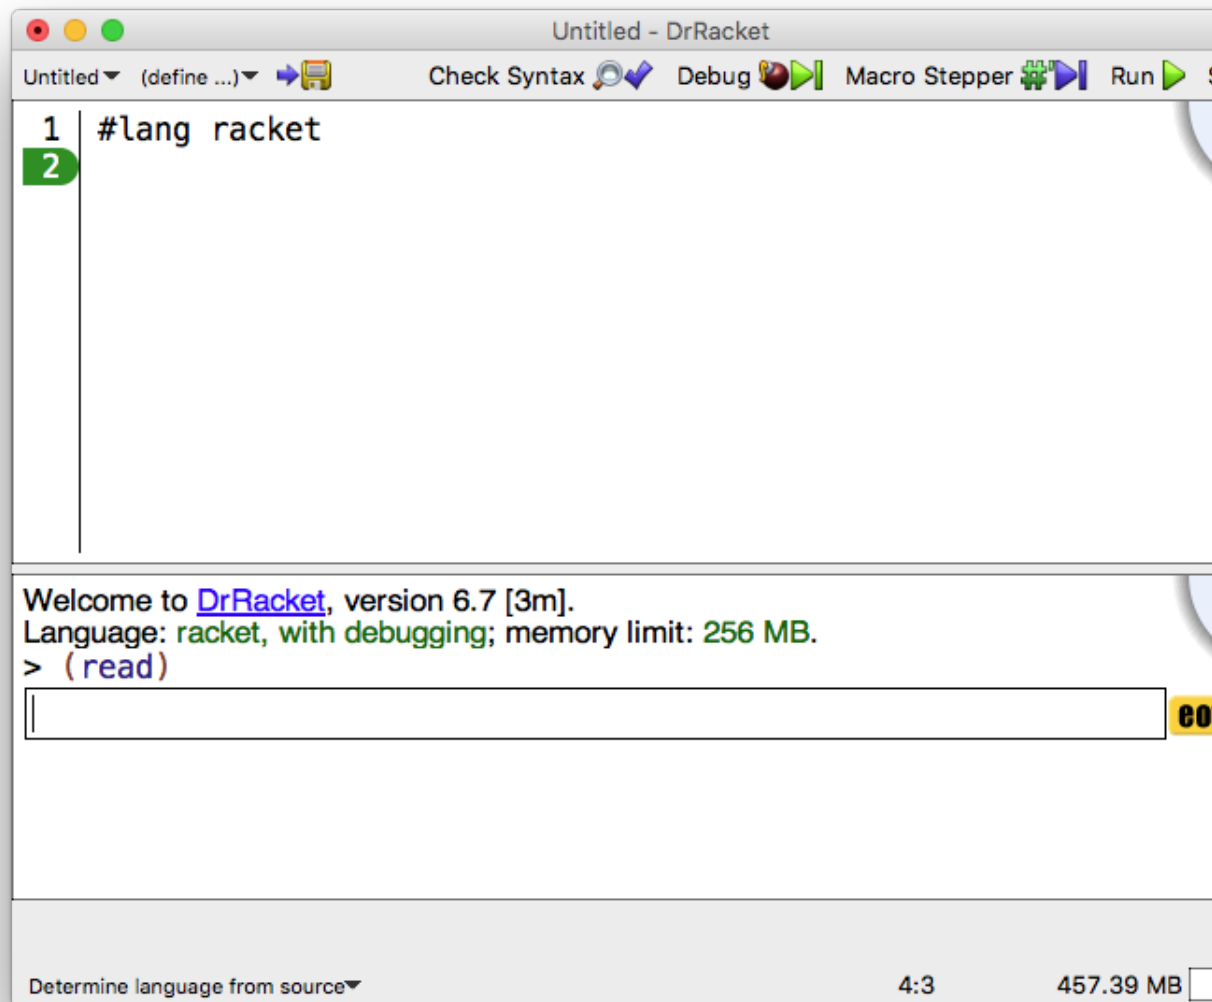 Untitled - DrRacket
Untitled (define ...) Check Syntax Debug Macro Stepper Run
1 #lang racket
2
Welcome to DrRacket, version 6.7 [3m].
Language: racket, with debugging; memory limit: 256 MB.
> (read)
Determine language from source 4:3 457.39 MB